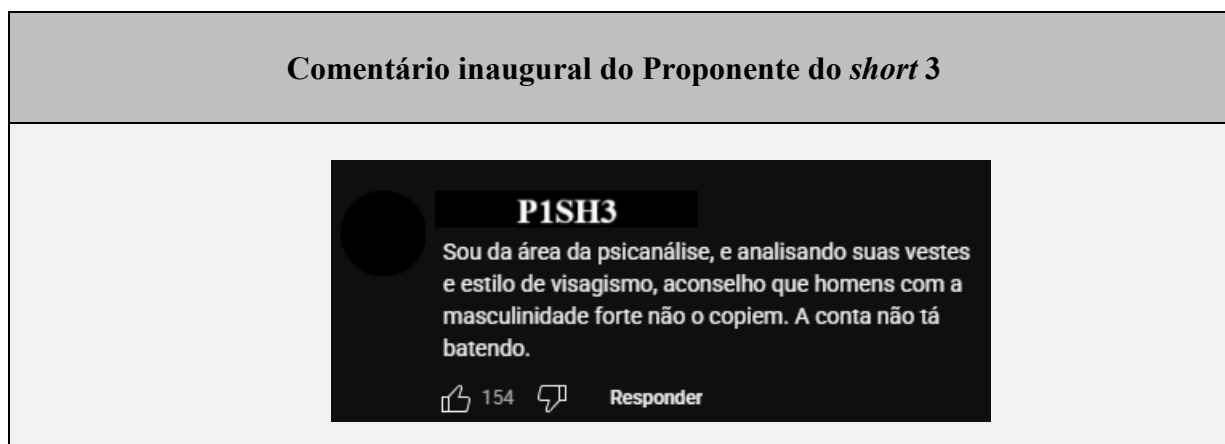 Comentário inaugural do Proponente do short 3
P1SH3
Sou da área da psicanálise, e analisando suas vestes
e estilo de visagismo, aconselho que homens com a
masculinidade forte não o copiem. A conta não tá
batendo.
154 Responder